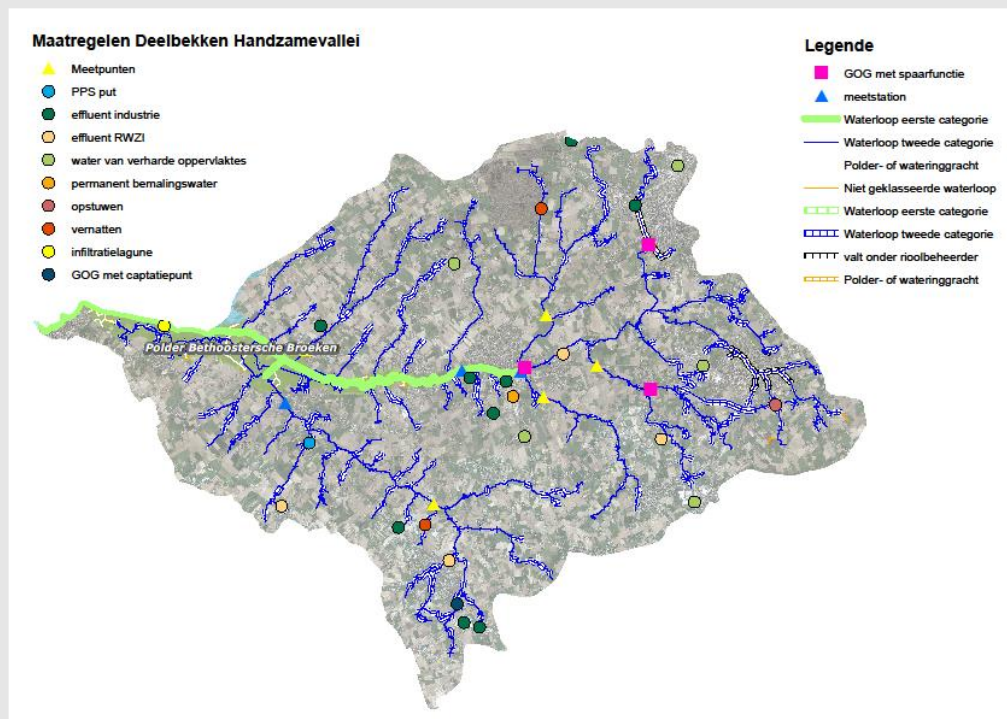 Maatregelen Deelbekken Handzamevallei
Meetpunten
PPS put
effluent industrie
effluent RWZI
water van verharde oppervlaktes
permanent bemalingswater
opstuwen
vernatten
infiltratielagune
GOG met captatiepunt
Legende
GOG met spaarfunctie
meetstation
Waterloop eerste categorie
Waterloop tweede categorie
Polder- of wateringgracht
Niet geklasseerde waterloop
Waterloop eerste categorie
Waterloop tweede categorie
valt onder rioolbeheerder
Polder- of wateringgracht
Polder Bethoostersche Broeken